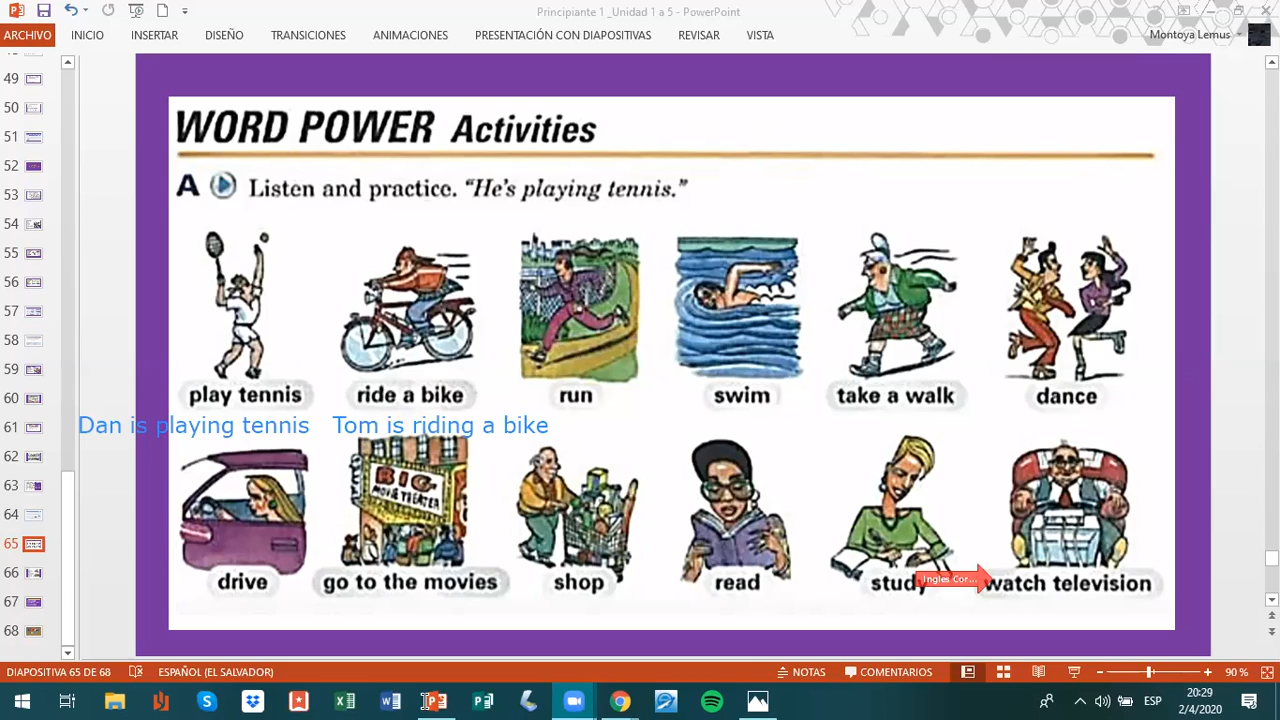 Principiante 1 _Unidad 1 a 5 - PowerPoint
ARCHIVO INICIO INSERTAR DISEÑO TRANSICIONES ANIMACIONES PRESENTACIÓN CON DIAPOSITIVAS REVISAR VISTA Montoya Lemus
49
50
51
52
53
54
55
56
57
58
59
60
61
62
63
64
65
66
67
68
WORD POWER Activities
A Listen and practice. "He's playing tennis."
play tennis ride a bike run swim take a walk dance
Dan is playing tennis Tom is riding a bike
BIG
MOVIE THEATER
drive go to the movies shop read study watch television
Ingles Cor...
DIAPOSITIVA 65 DE 68 ESPAÑOL (EL SALVADOR) NOTAS COMENTARIOS 90 %
ESP 20:29
2/4/2020